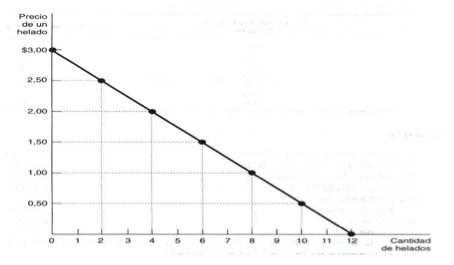 Precio
de un
helado
$3,00
2,50
2,00
1,50
1,00
0,50
0 1 2 3 4 5 6 7 8 9 10 11 12 Cantidad
de helados